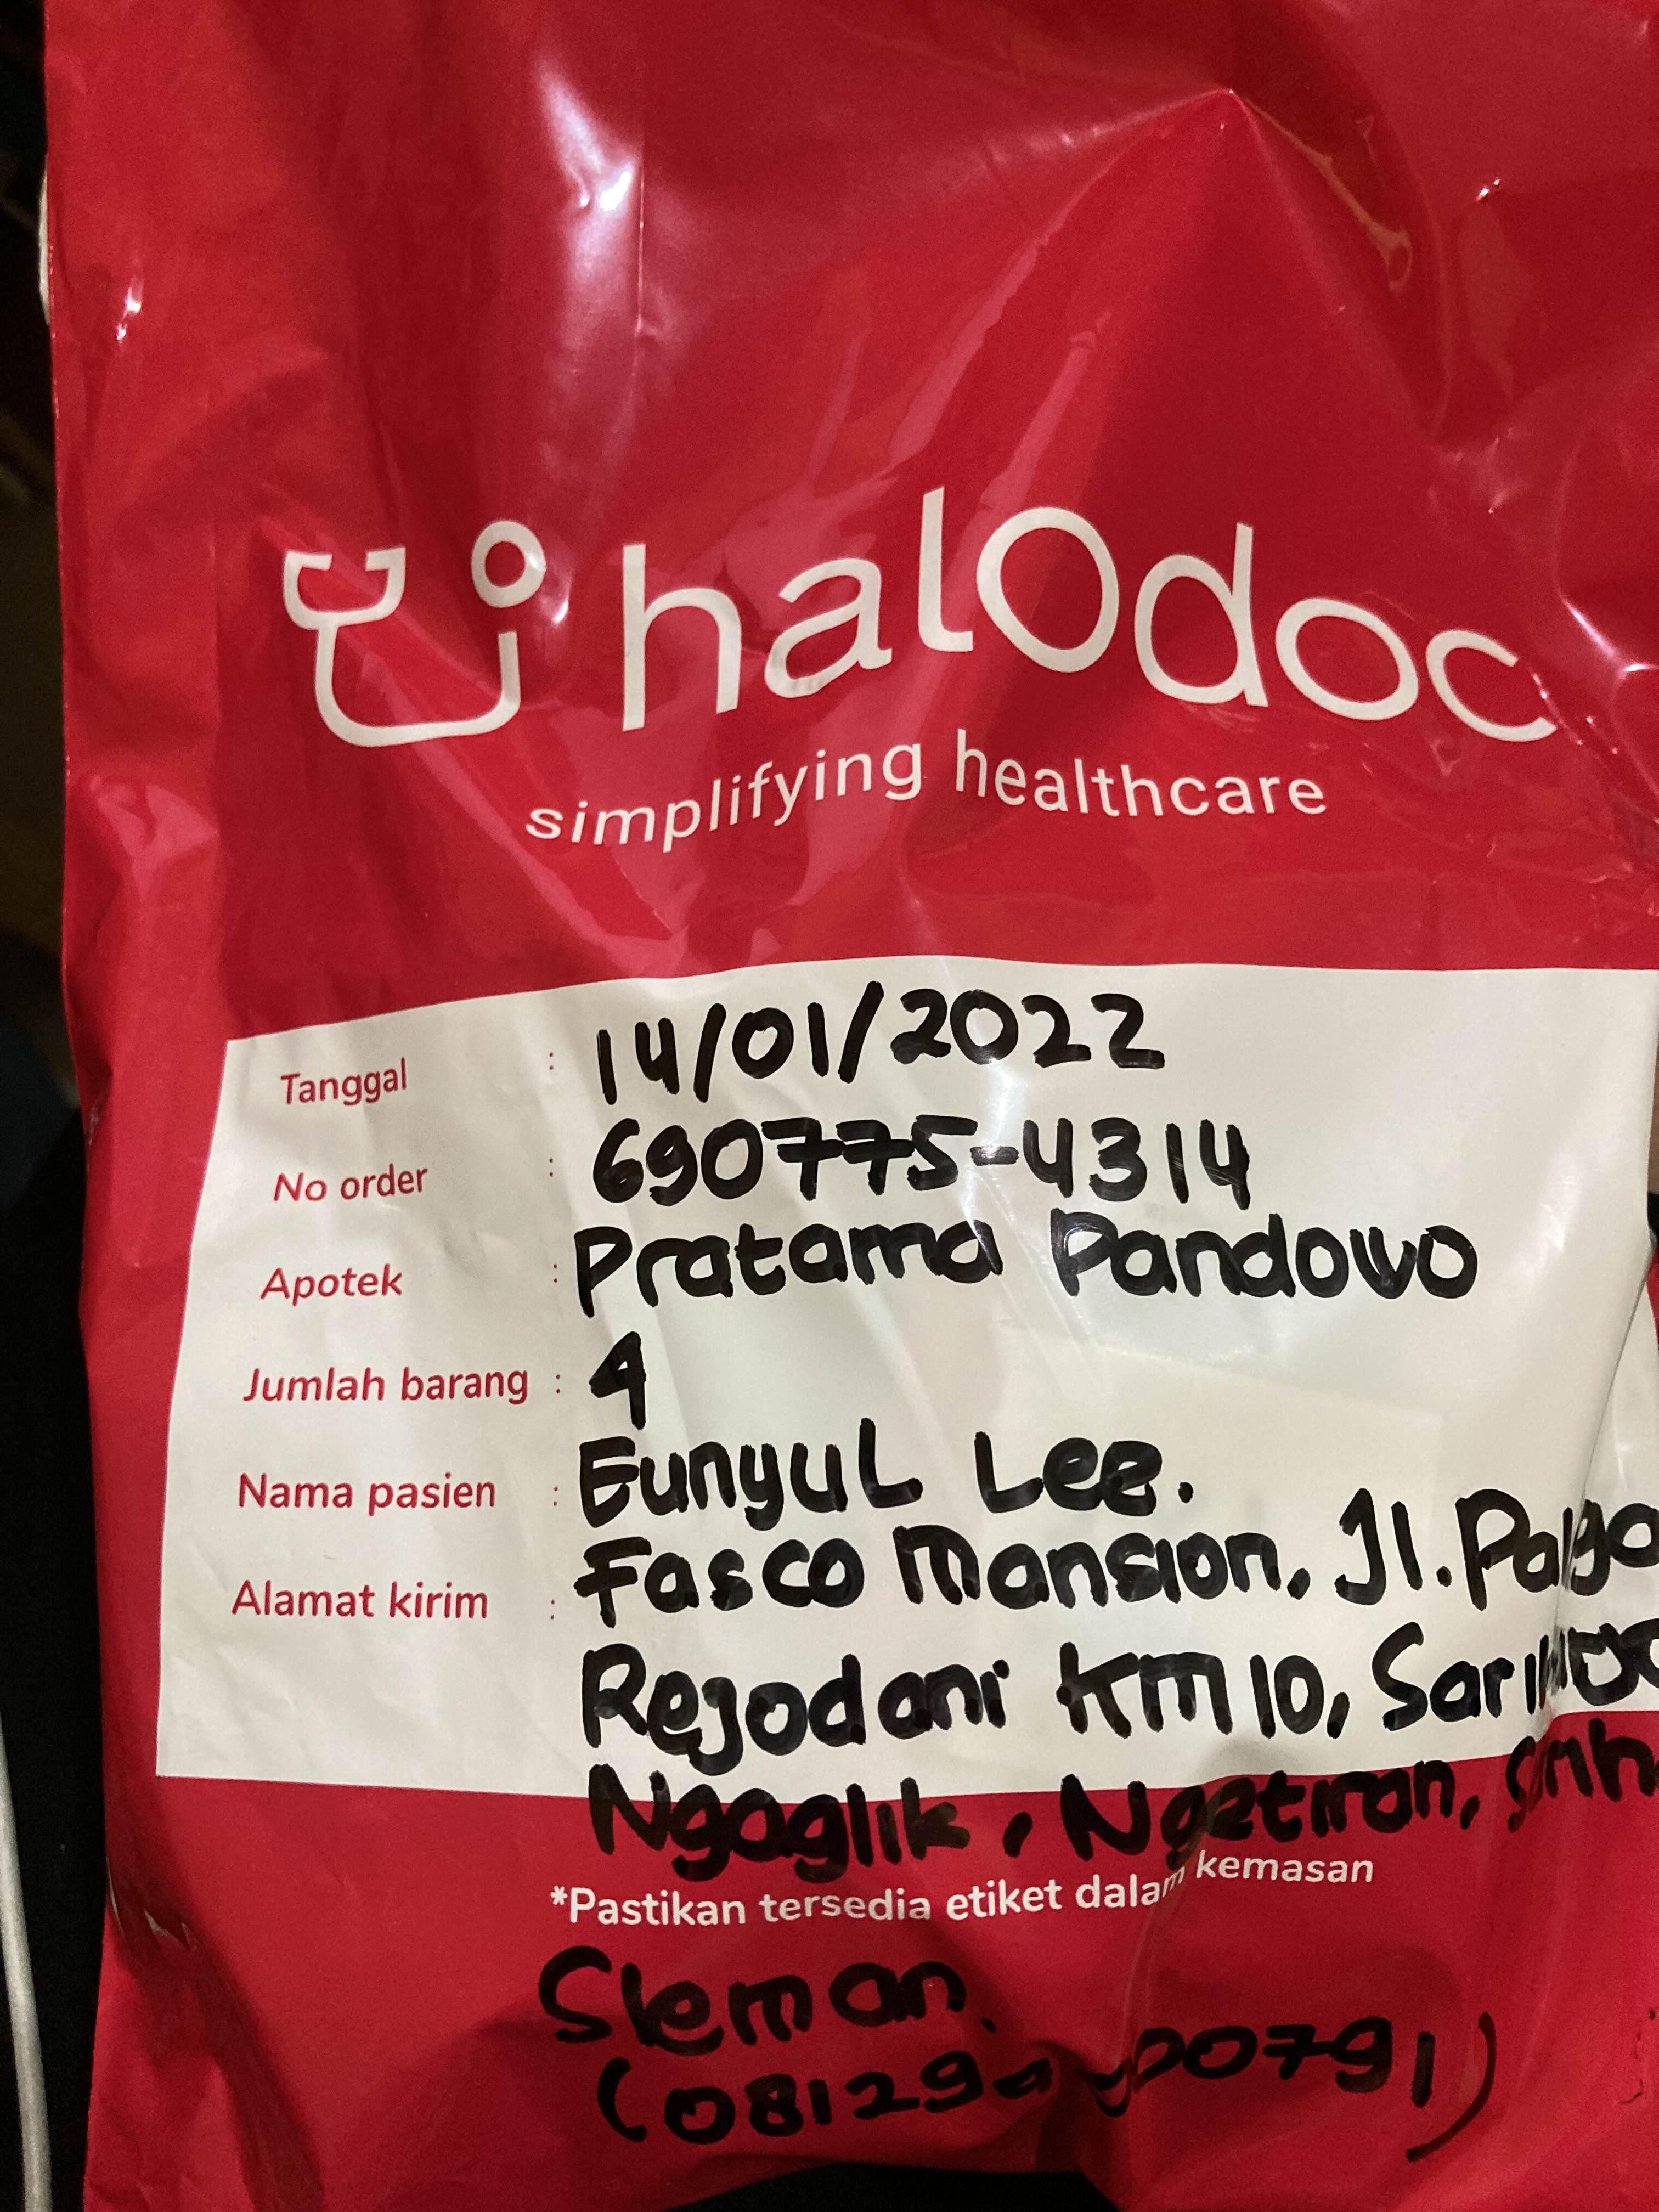 halodoc
simplifying healthcare
Tanggal : 14/01/2022
No order : 690775-4314
Apotek : Pratama Pandowo
Jumlah barang : 4
Nama pasien : Eunyul Lee.
Alamat kirim : Fasco Mansion, Jl.
Rejodani KM 10,
Ngaglik, Ngetiran,
*Pastikan tersedia etiket dalam kemasan
Sleman